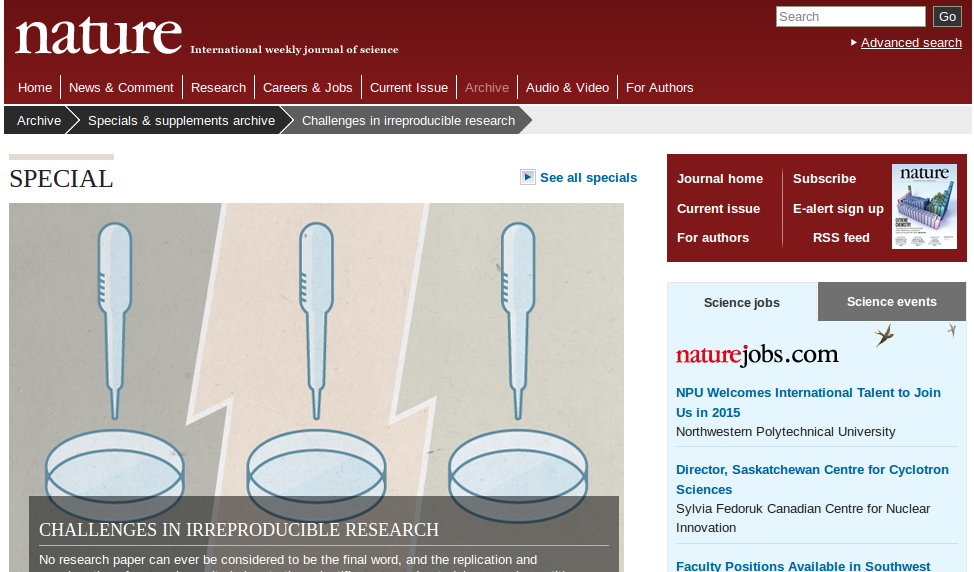 nature International weekly journal of science
Search Go
Advanced search
Home News & Comment Research Careers & Jobs Current Issue Archive Audio & Video For Authors
Archive Specials & supplements archive Challenges in irreproducible research
SPECIAL
See all specials
CHALLENGES IN IRREPRODUCIBLE RESEARCH
No research paper can ever be considered to be the final word, and the replication and
Journal home
Current issue
For authors
Subscribe
E-alert sign up
RSS feed
nature
Science jobs Science events
naturejobs.com
NPU Welcomes International Talent to Join
Us in 2015
Northwestern Polytechnical University
Director, Saskatchewan Centre for Cyclotron
Sciences
Sylvia Fedoruk Canadian Centre for Nuclear
Innovation
Faculty Positions Available in Southwest